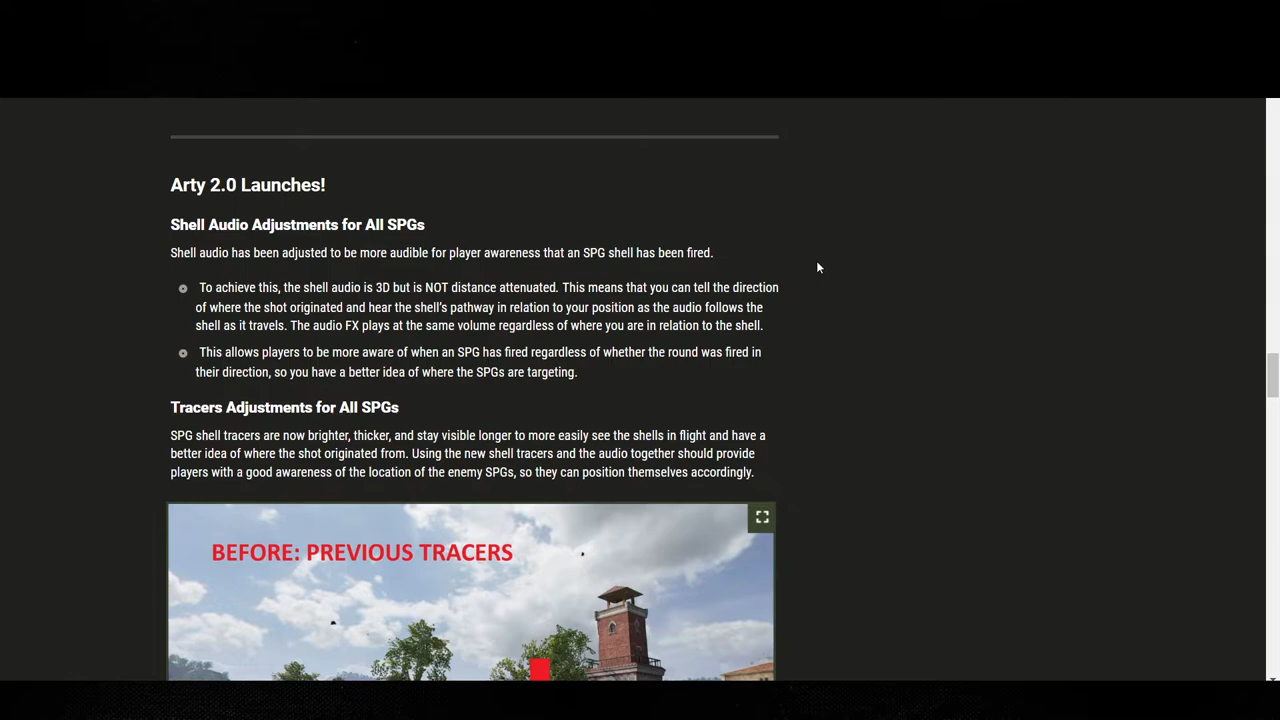 Arty 2.0 Launches!
Shell Audio Adjustments for All SPGs
Shell audio has been adjusted to be more audible for player awareness that an SPG shell has been fired.
To achieve this, the shell audio is 3D but is NOT distance attenuated. This means that you can tell the direction
of where the shot originated and hear the shell's pathway in relation to your position as the audio follows the
shell as it travels. The audio FX plays at the same volume regardless of where you are in relation to the shell.
This allows players to be more aware of when an SPG has fired regardless of whether the round was fired in
their direction, so you have a better idea of where the SPGs are targeting.
Tracers Adjustments for All SPGs
SPG shell tracers are now brighter, thicker, and stay visible longer to more easily see the shells in flight and have a
better idea of where the shot originated from. Using the new shell tracers and the audio together should provide
players with a good awareness of the location of the enemy SPGs, so they can position themselves accordingly.
BEFORE: PREVIOUS TRACERS